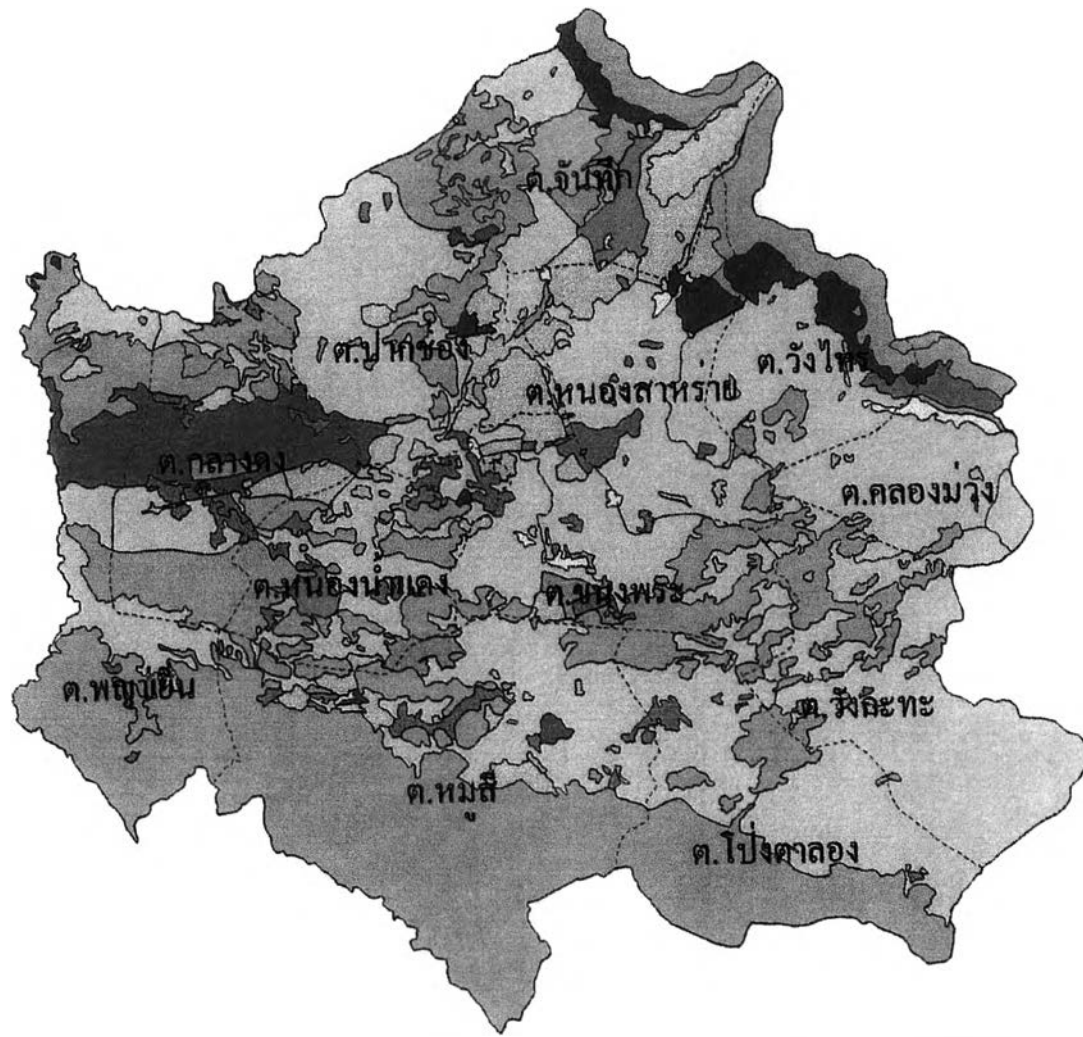 ต.จันทึก
ต.ปากช่อง
ต.วังไทร
ต.หนองสาหราย
ต.กลางดง
ต.คลองม่วง
ต.หนองน้ำแดง
ต.ขนงพระ
ต.พญาเย็น
ต.วังกะทะ
ต.หมูสี
ต.โป่งตาลอง